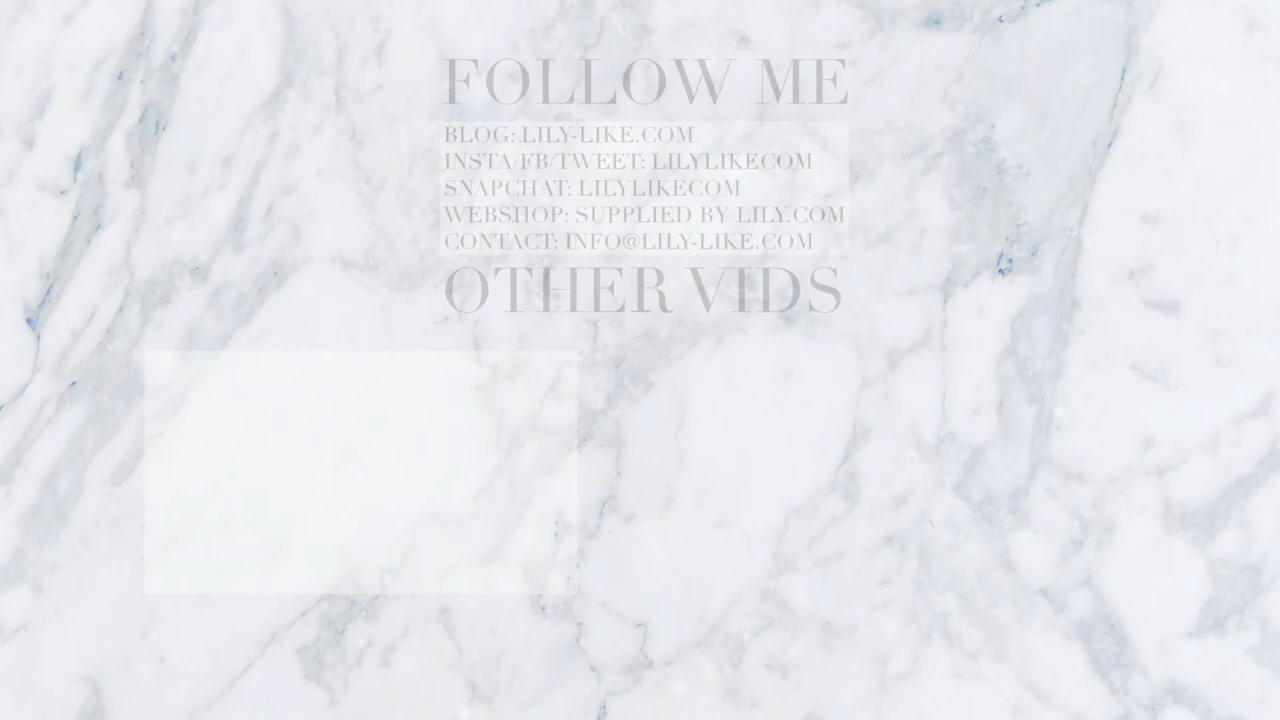 FOLLOW ME
BLOG: LILY-LIKE.COM
INSTA/FB/TWEET: LILYLIKECOM
SNAPCHAT: LILYLIKECOM
WEBSHOP: SUPPLIED BY LILY.COM
CONTACT: INFO@LILY-LIKE.COM
OTHER VIDS